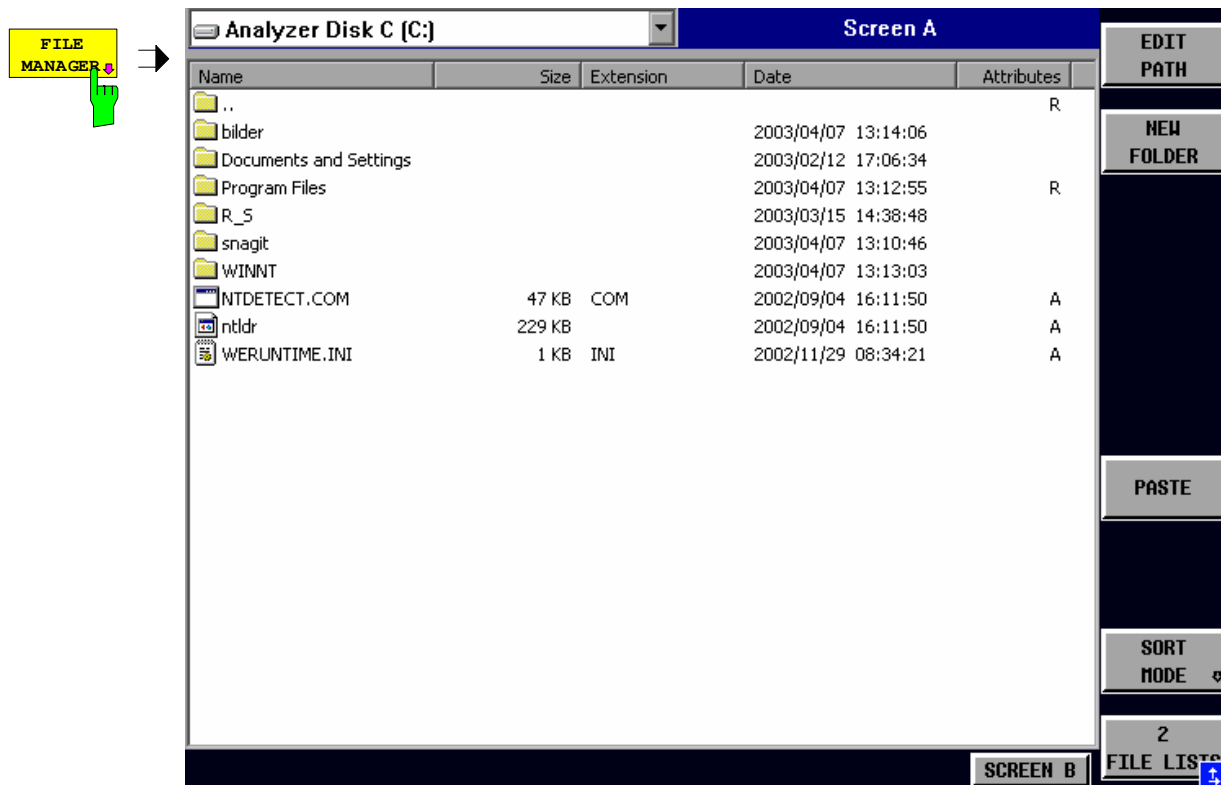 FILE
MANAGER
Analyzer Disk C (C:)
Screen A
Name Size Extension Date Attributes
.. R
bilder 2003/04/07 13:14:06
Documents and Settings 2003/02/12 17:06:34
Program Files 2003/04/07 13:12:55 R
R_S 2003/03/15 14:38:48
snagit 2003/04/07 13:10:46
WINNT 2003/04/07 13:13:03
NTDETECT.COM 47 KB COM 2002/09/04 16:11:50 A
ntldr 229 KB 2002/09/04 16:11:50 A
WERUNTIME.INI 1 KB INI 2002/11/29 08:34:21 A
EDIT
PATH
NEW
FOLDER
PASTE
SORT
MODE
2
FILE LISTS
SCREEN B